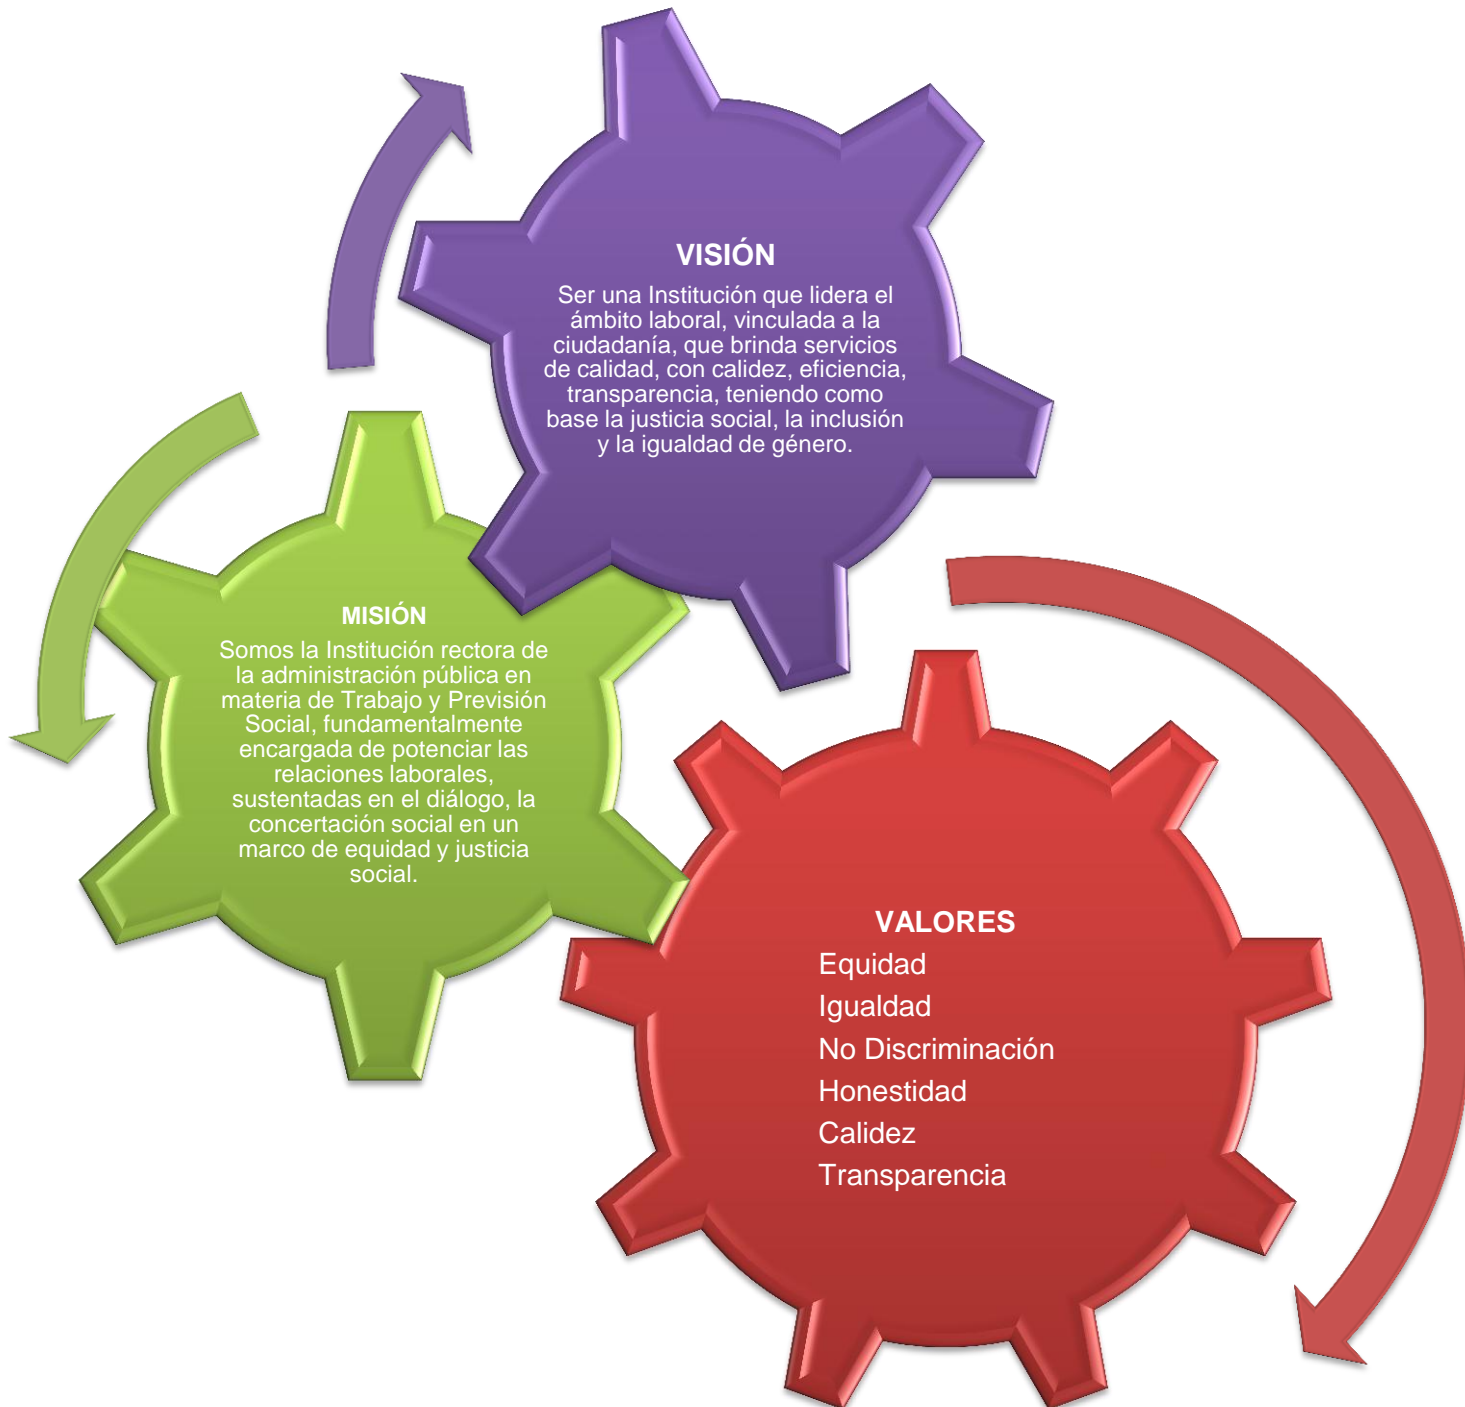 VISIÓN
Ser una Institución que lidera el
ámbito laboral, vinculada a la
ciudadanía, que brinda servicios
de calidad, con calidez, eficiencia,
transparencia, teniendo como
base la justicia social, la inclusión
y la igualdad de género.
MISIÓN
Somos la Institución rectora de
la administración pública en
materia de Trabajo y Previsión
Social, fundamentalmente
encargada de potenciar las
relaciones laborales,
sustentadas en el diálogo, la
concertación social en un
marco de equidad y justicia
social.
VALORES
Equidad
Igualdad
No Discriminación
Honestidad
Calidez
Transparencia